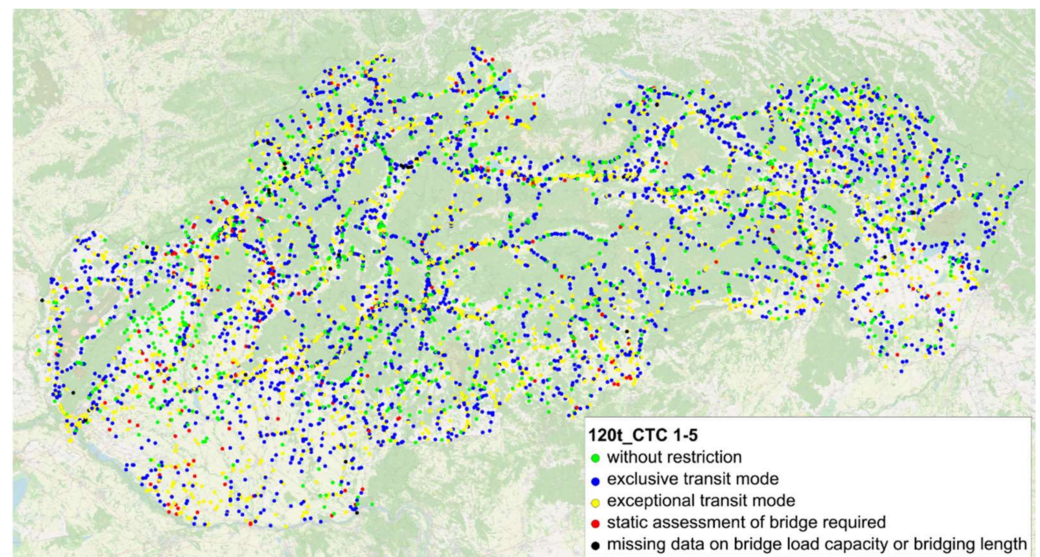 120t_CTC 1-5
without restriction
exclusive transit mode
exceptional transit mode
static assessment of bridge required
missing data on bridge load capacity or bridging length